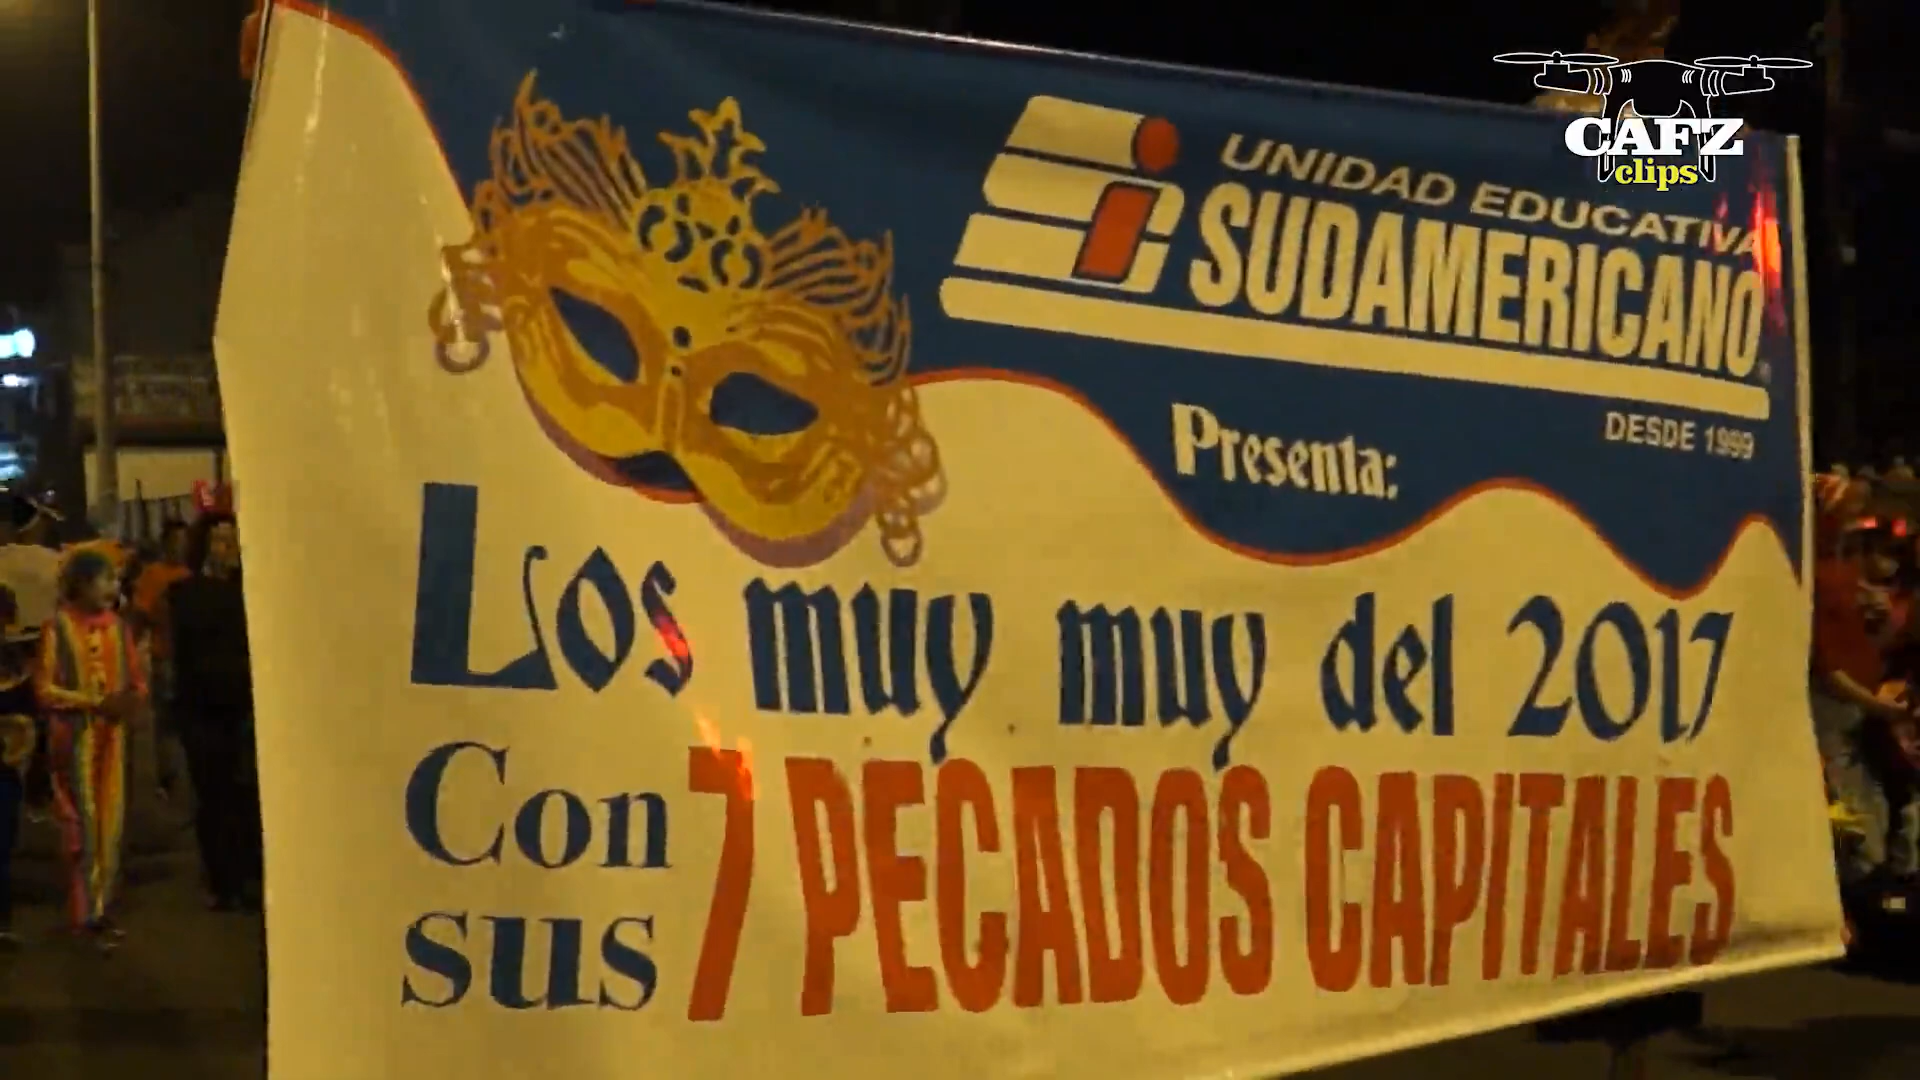 CAFZ
clips
UNIDAD EDUCATIVA
SUDAMERICANO
DESDE 1999
Presenta:
Los muy muy del 2017
Con
sus 7 PECADOS CAPITALES